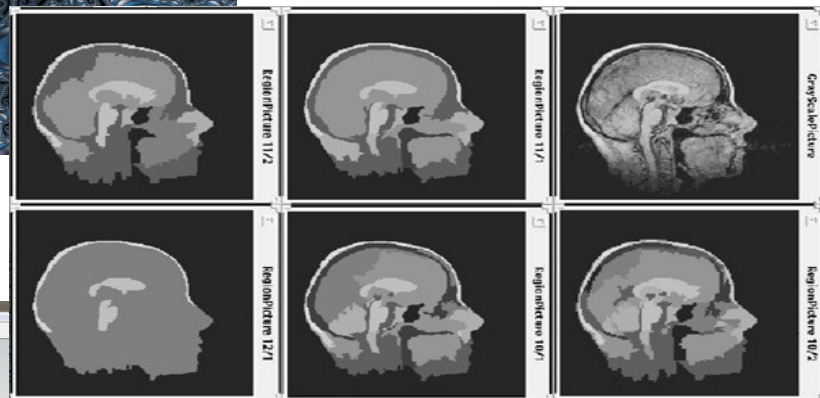 RegionPicture 11/2
RegionPicture 11/1
GrayScalePicture
RegionPicture 12/1
RegionPicture 10/1
RegionPicture 10/2